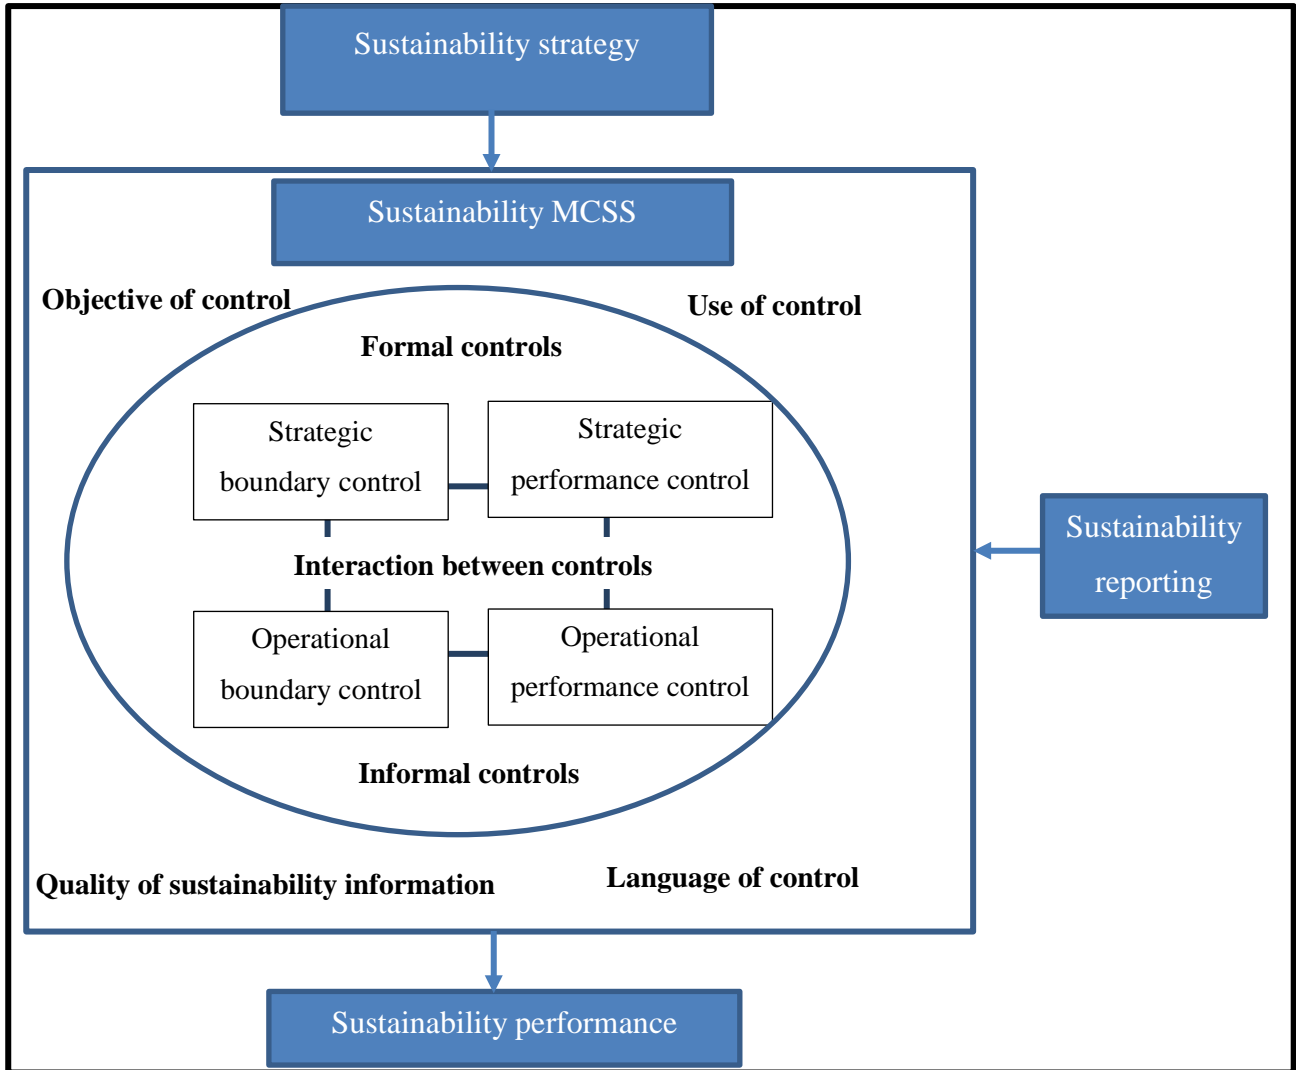 Sustainability strategy
Sustainability MCSS
Objective of control
Use of control
Formal controls
Strategic
boundary control
Strategic
performance control
Interaction between controls
Operational
boundary control
Operational
performance control
Informal controls
Quality of sustainability information
Language of control
Sustainability
reporting
Sustainability performance